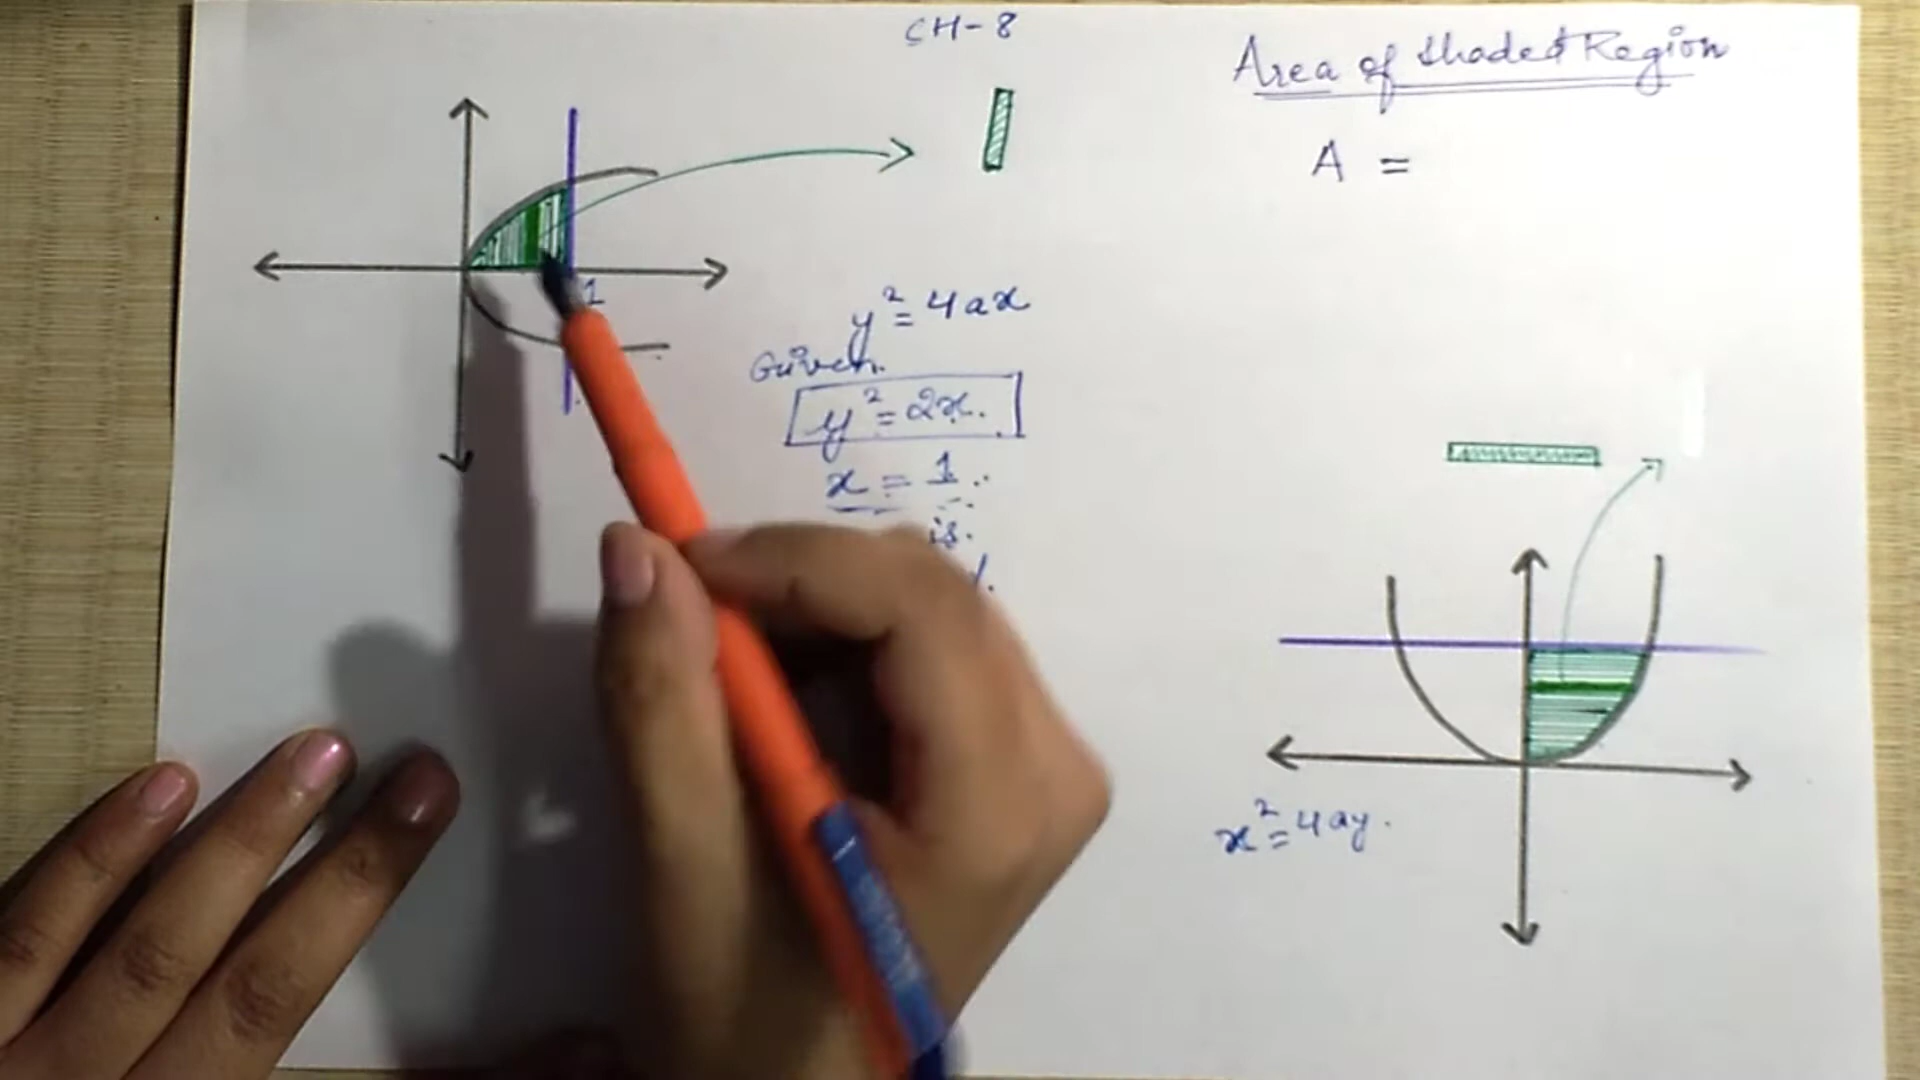 CH-8
Area of shaded Region
A =
1
y² = 4ax
Given
y² = 2x.
x = 1.
is.
x² = 4ay.